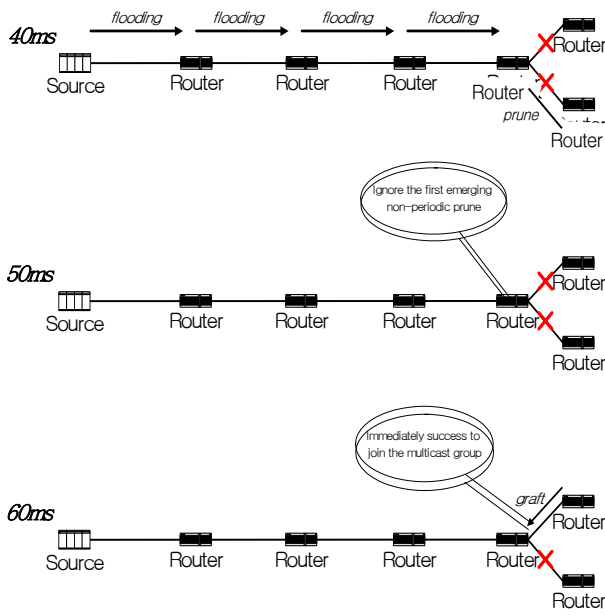 flooding flooding flooding flooding
40ms
Router
Source Router Router Router Router
prune
Router
Ignore the first emerging
non-periodic prune
50ms
Router
Source Router Router Router Router
Router
Immediately success to
join the multicast group
graft
60ms
Router
Source Router Router Router Router
Router